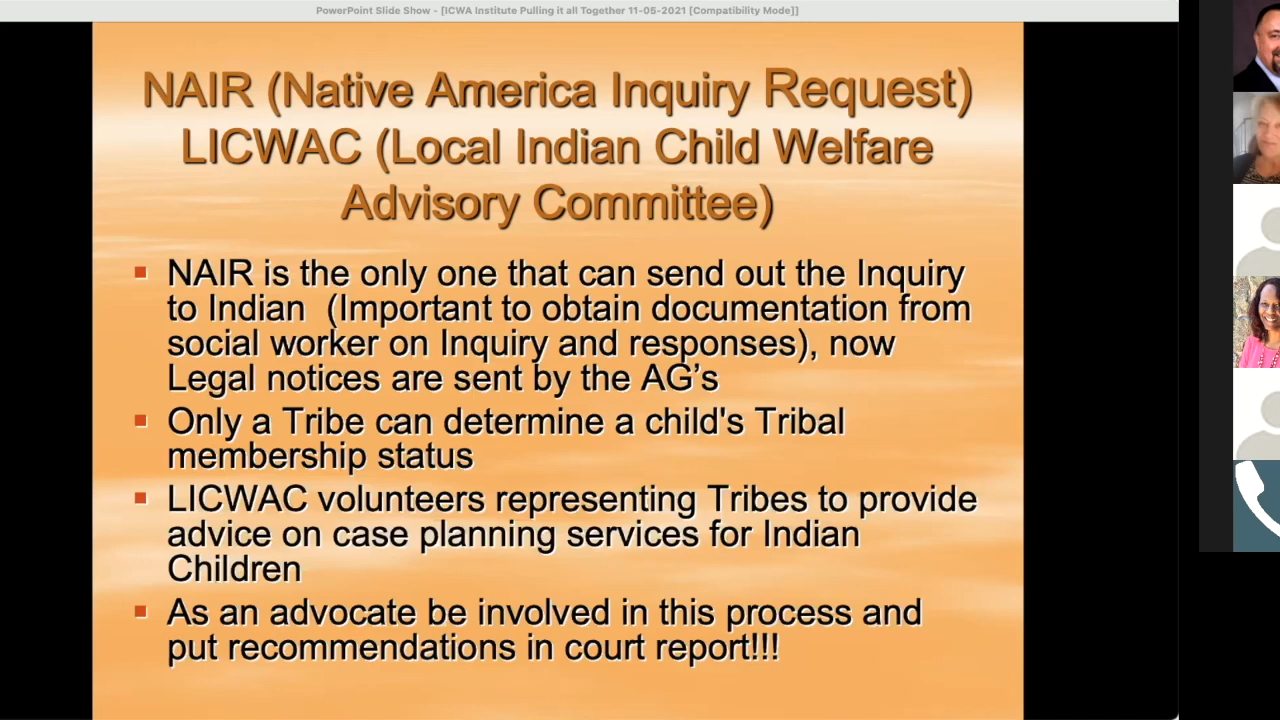 PowerPoint Slide Show - [ICWA Institute Pulling it all Together 11-05-2021 [Compatibility Mode]]
NAIR (Native America Inquiry Request)
LICWAC (Local Indian Child Welfare
Advisory Committee)
NAIR is the only one that can send out the Inquiry
to Indian (Important to obtain documentation from
social worker on Inquiry and responses), now
Legal notices are sent by the AG's
Only a Tribe can determine a child's Tribal
membership status
LICWAC volunteers representing Tribes to provide
advice on case planning services for Indian
Children
As an advocate be involved in this process and
put recommendations in court report!!!